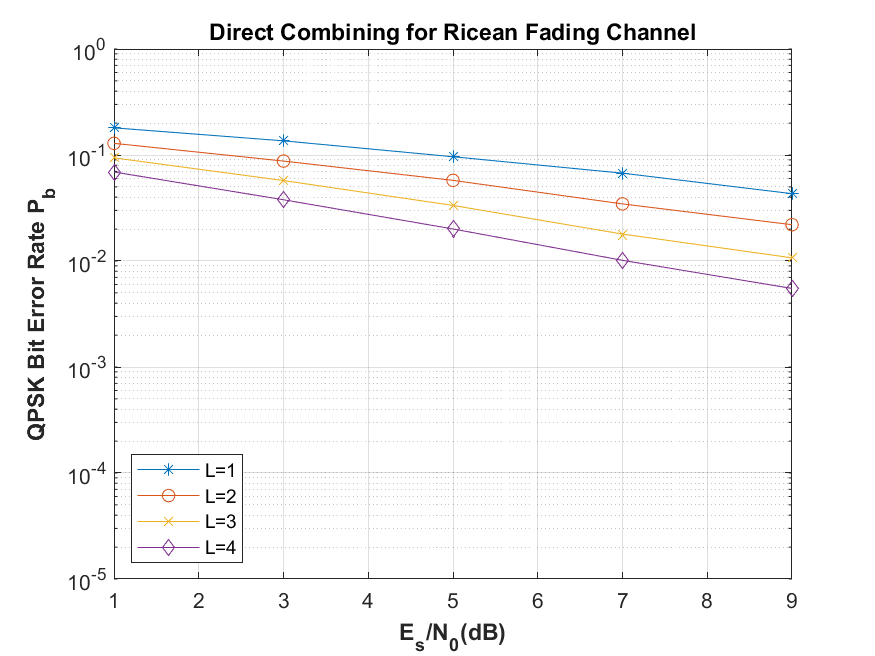 Direct Combining for Ricean Fading Channel
10^0
10^-1
10^-2
10^-3
10^-4
10^-5
QPSK Bit Error Rate P_b
L=1
L=2
L=3
L=4
1 2 3 4 5 6 7 8 9
E_s/N_0(dB)